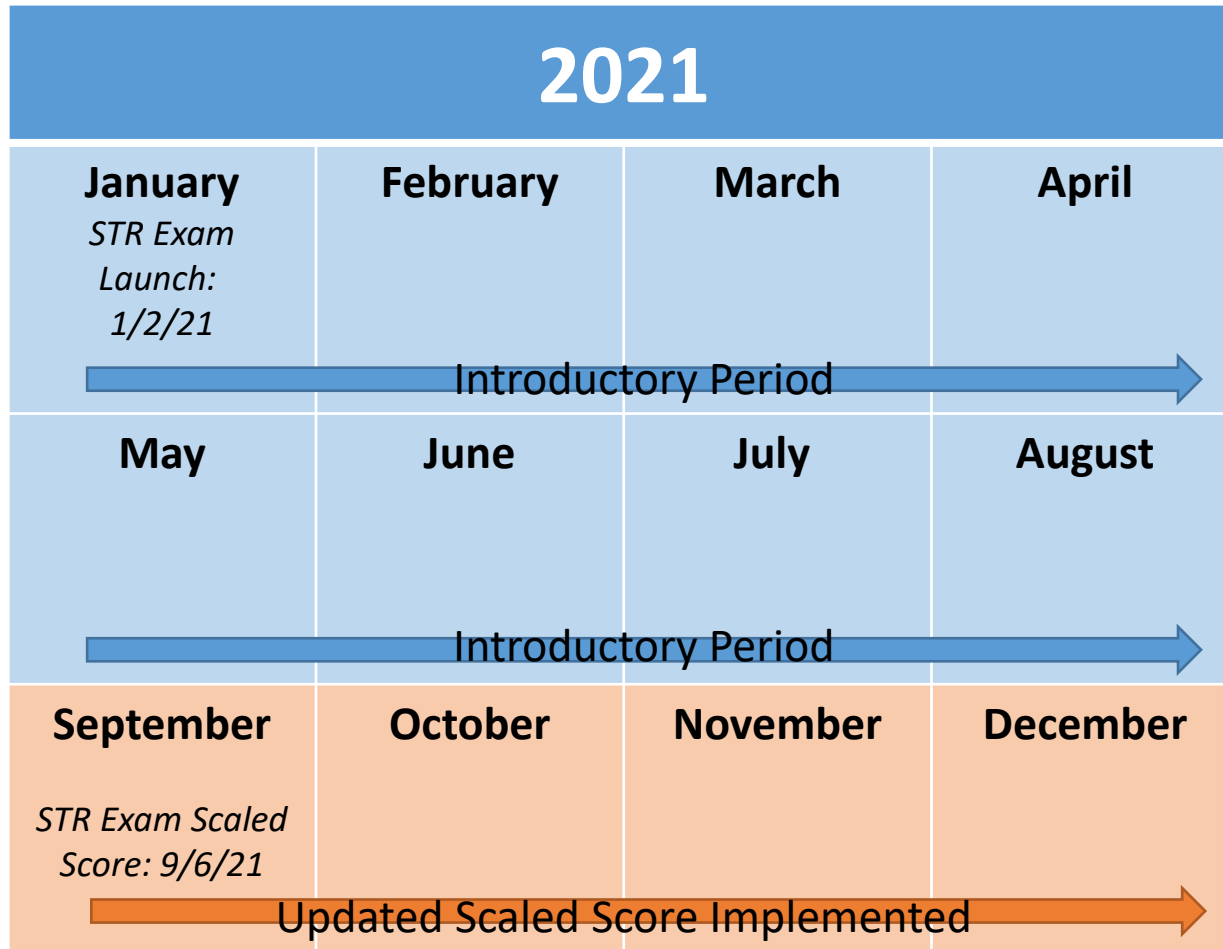 2021
January February March April
STR Exam
Launch:
1/2/21
Introductory Period
May June July August
Introductory Period
September October November December
STR Exam Scaled
Score: 9/6/21
Updated Scaled Score Implemented